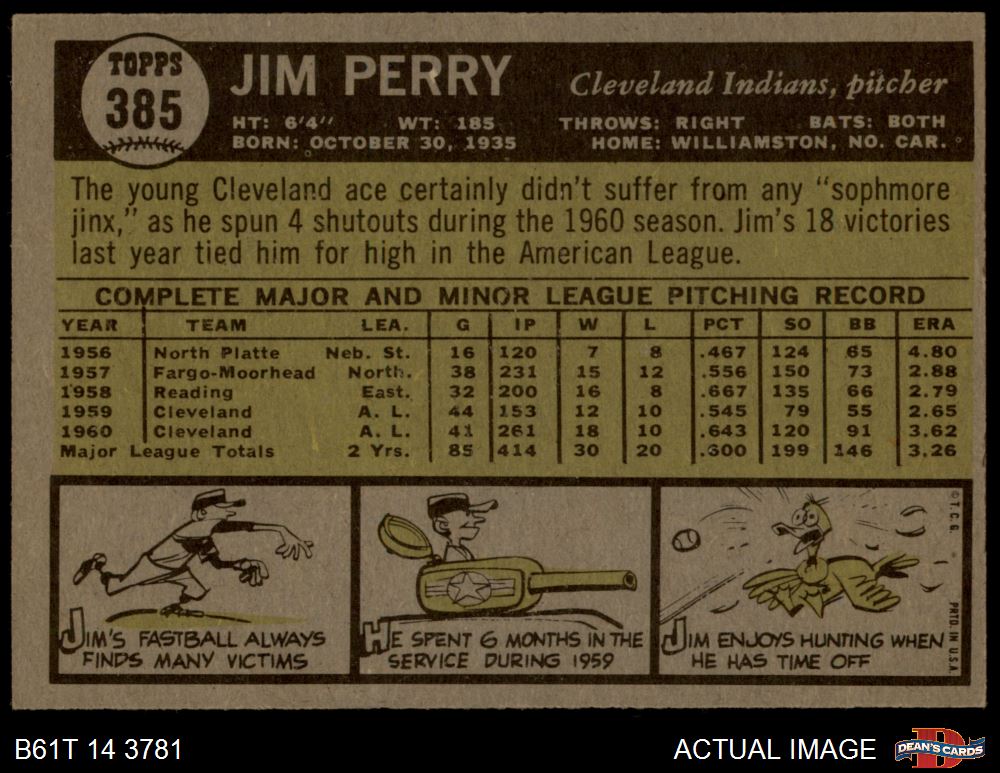 TOPPS
385
JIM PERRY
Cleveland Indians, pitcher
HT: 6'4'' WT: 185 THROWS: RIGHT BATS: BOTH
BORN: OCTOBER 30, 1935 HOME: WILLIAMSTON, NO. CAR.
The young Cleveland ace certainly didn't suffer from any "sophmore
jinx," as he spun 4 shutouts during the 1960 season. Jim's 18 victories
last year tied him for high in the American League.
COMPLETE MAJOR AND MINOR LEAGUE PITCHING RECORD
YEAR TEAM LEA. G IP W L PCT SO BB ERA
1956 North Platte Neb. St. 16 120 7 8 .467 124 65 4.80
1957 Fargo-Moorhead North. 38 231 15 12 .556 150 73 2.88
1958 Reading East. 32 200 16 8 .667 135 66 2.79
1959 Cleveland A. L. 44 153 12 10 .545 79 55 2.65
1960 Cleveland A. L. 41 261 18 10 .643 120 91 3.62
Major League Totals 2 Yrs. 85 414 30 20 .600 199 146 3.26
JIM'S FASTBALL ALWAYS
FINDS MANY VICTIMS
HE SPENT 6 MONTHS IN THE
SERVICE DURING 1959
JIM ENJOYS HUNTING WHEN
HE HAS TIME OFF
© T.C.G.
PRTD. IN U.S.A.
B61T 14 3781
ACTUAL IMAGE
D
DEAN'S CARDS